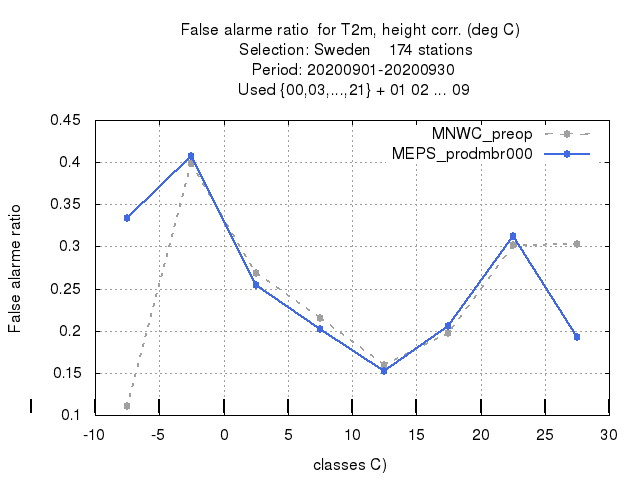 False alarme ratio for T2m, height corr. (deg C)
Selection: Sweden 174 stations
Period: 20200901-20200930
Used {00,03,...,21} + 01 02 ... 09
MNWC_preop
MEPS_prodmbr000
False alarme ratio
0.45
0.4
0.35
0.3
0.25
0.2
0.15
0.1
-10 -5 0 5 10 15 20 25 30
classes C)